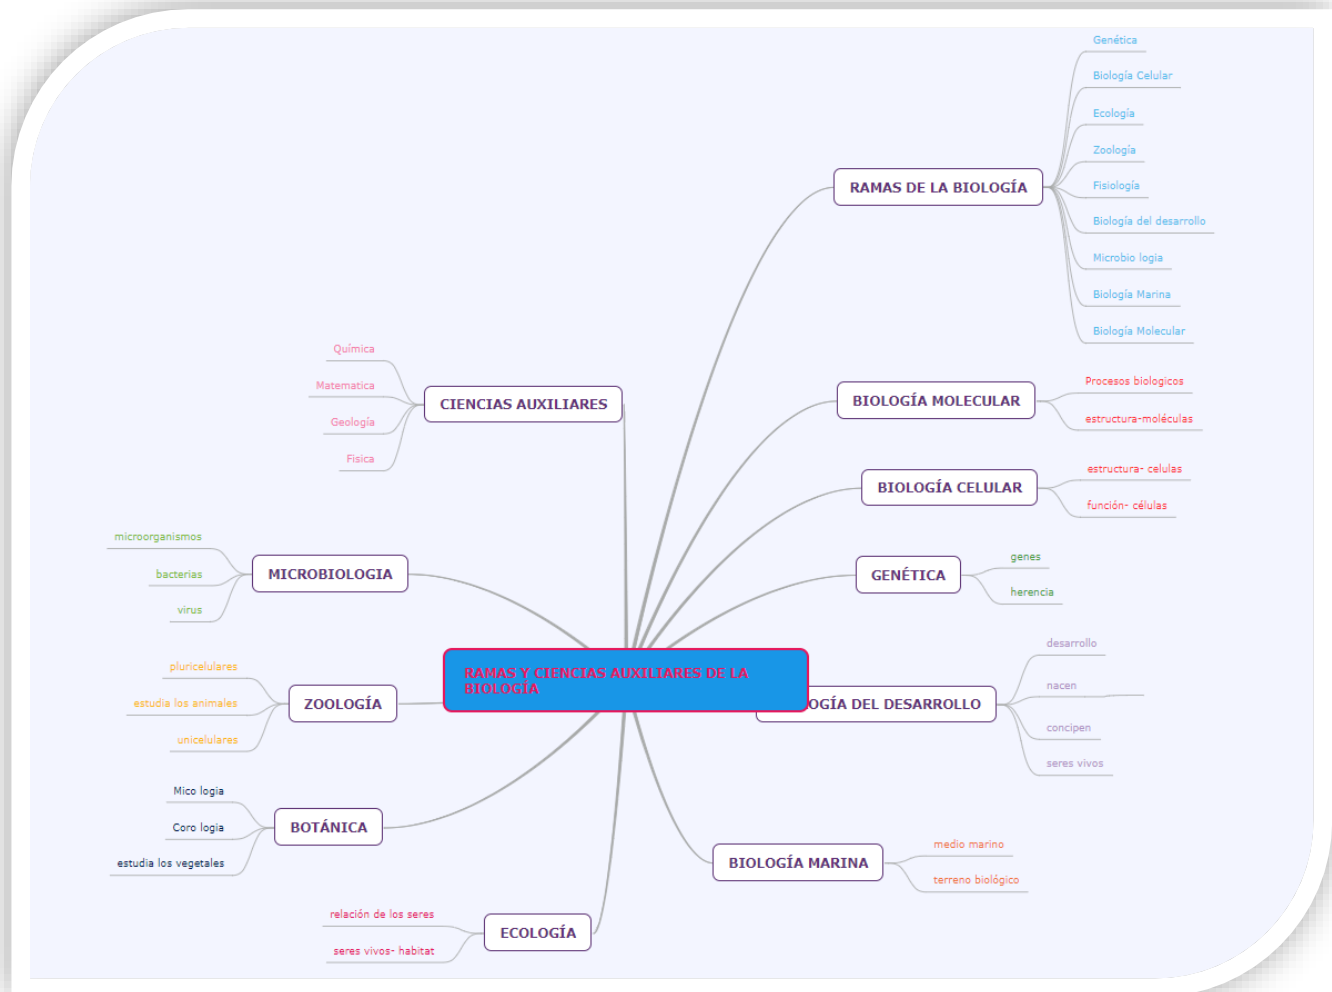 RAMAS Y CIENCIAS AUXILIARES DE LA
BIOLOGÍA
RAMAS DE LA BIOLOGÍA
Genética
Biología Celular
Ecología
Zoología
Fisiología
Biología del desarrollo
Microbio logia
Biología Marina
Biología Molecular
BIOLOGÍA MOLECULAR
Procesos biologicos
estructura-moléculas
BIOLOGÍA CELULAR
estructura- celulas
función- células
GENÉTICA
genes
herencia
OGÍA DEL DESARROLLO
desarrollo
nacen
concipen
seres vivos
BIOLOGÍA MARINA
medio marino
terreno biológico
CIENCIAS AUXILIARES
Química
Matematica
Geología
Fisica
MICROBIOLOGIA
microorganismos
bacterias
virus
ZOOLOGÍA
pluricelulares
estudia los animales
unicelulares
BOTÁNICA
Mico logia
Coro logia
estudia los vegetales
ECOLOGÍA
relación de los seres
seres vivos- habitat